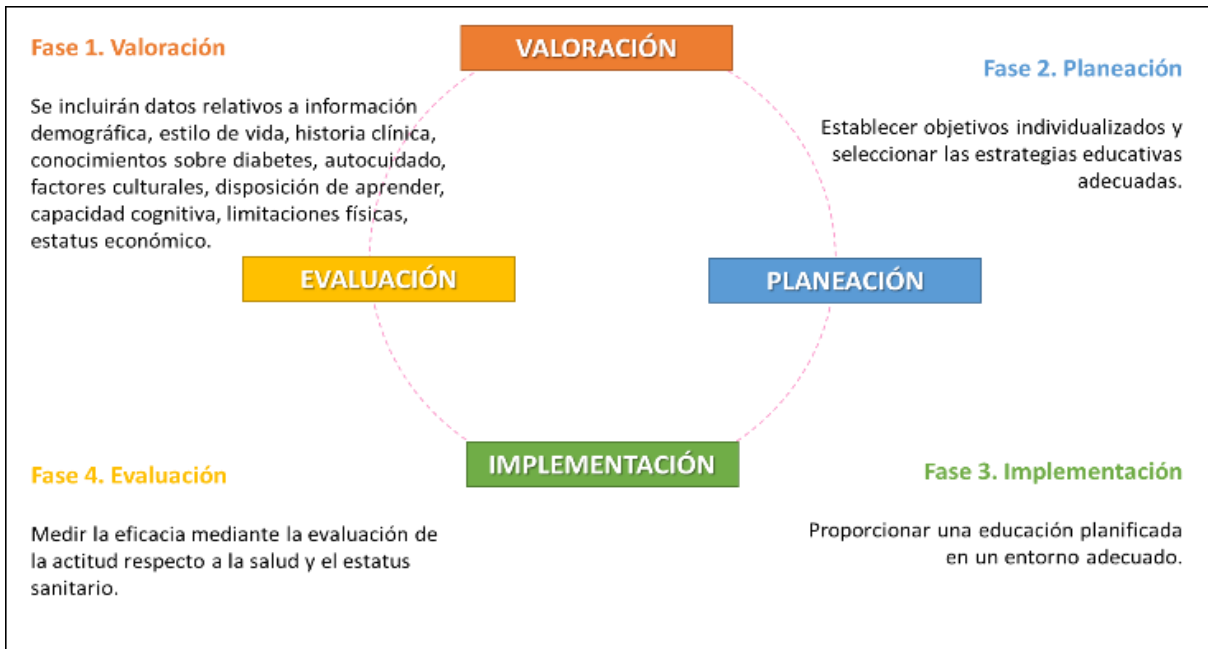 VALORACIÓN
Fase 1. Valoración
Se incluirán datos relativos a información
demográfica, estilo de vida, historia clínica,
conocimientos sobre diabetes, autocuidado,
factores culturales, disposición de aprender,
capacidad cognitiva, limitaciones físicas,
estatus económico.
Fase 2. Planeación
Establecer objetivos individualizados y
seleccionar las estrategias educativas
adecuadas.
EVALUACIÓN
PLANEACIÓN
IMPLEMENTACIÓN
Fase 4. Evaluación
Medir la eficacia mediante la evaluación de
la actitud respecto a la salud y el estatus
sanitario.
Fase 3. Implementación
Proporcionar una educación planificada
en un entorno adecuado.